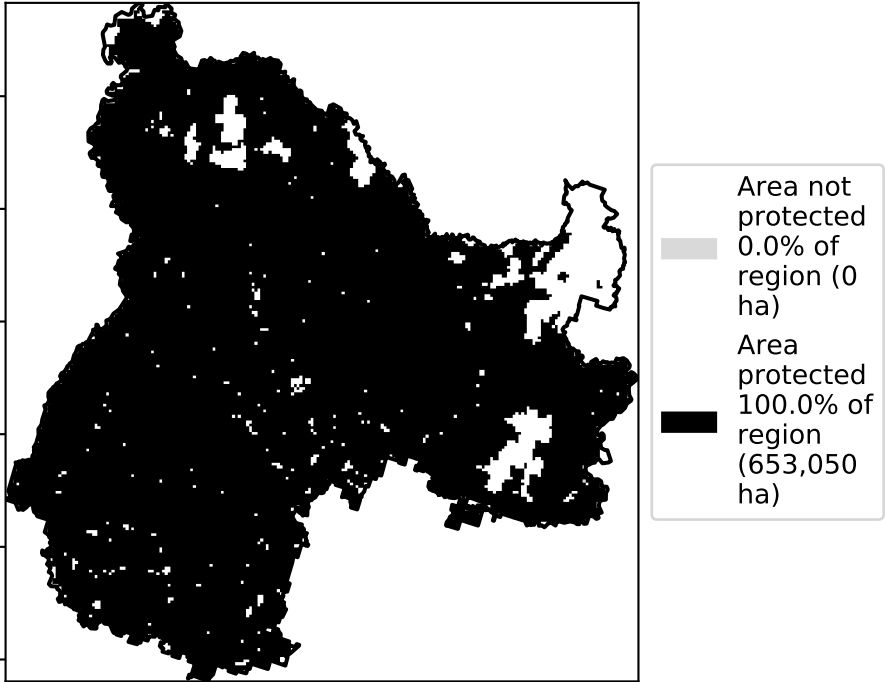 Area not
protected
0.0% of
region (0
ha)
Area
protected
100.0% of
region
(653,050
ha)